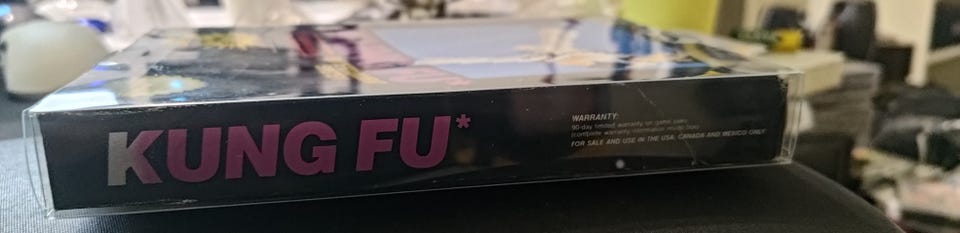 KUNG FU*
WARRANTY:
90-day limited warranty on game paks
(complete warranty information inside box)
FOR SALE AND USE IN THE USA, CANADA AND MEXICO ONLY